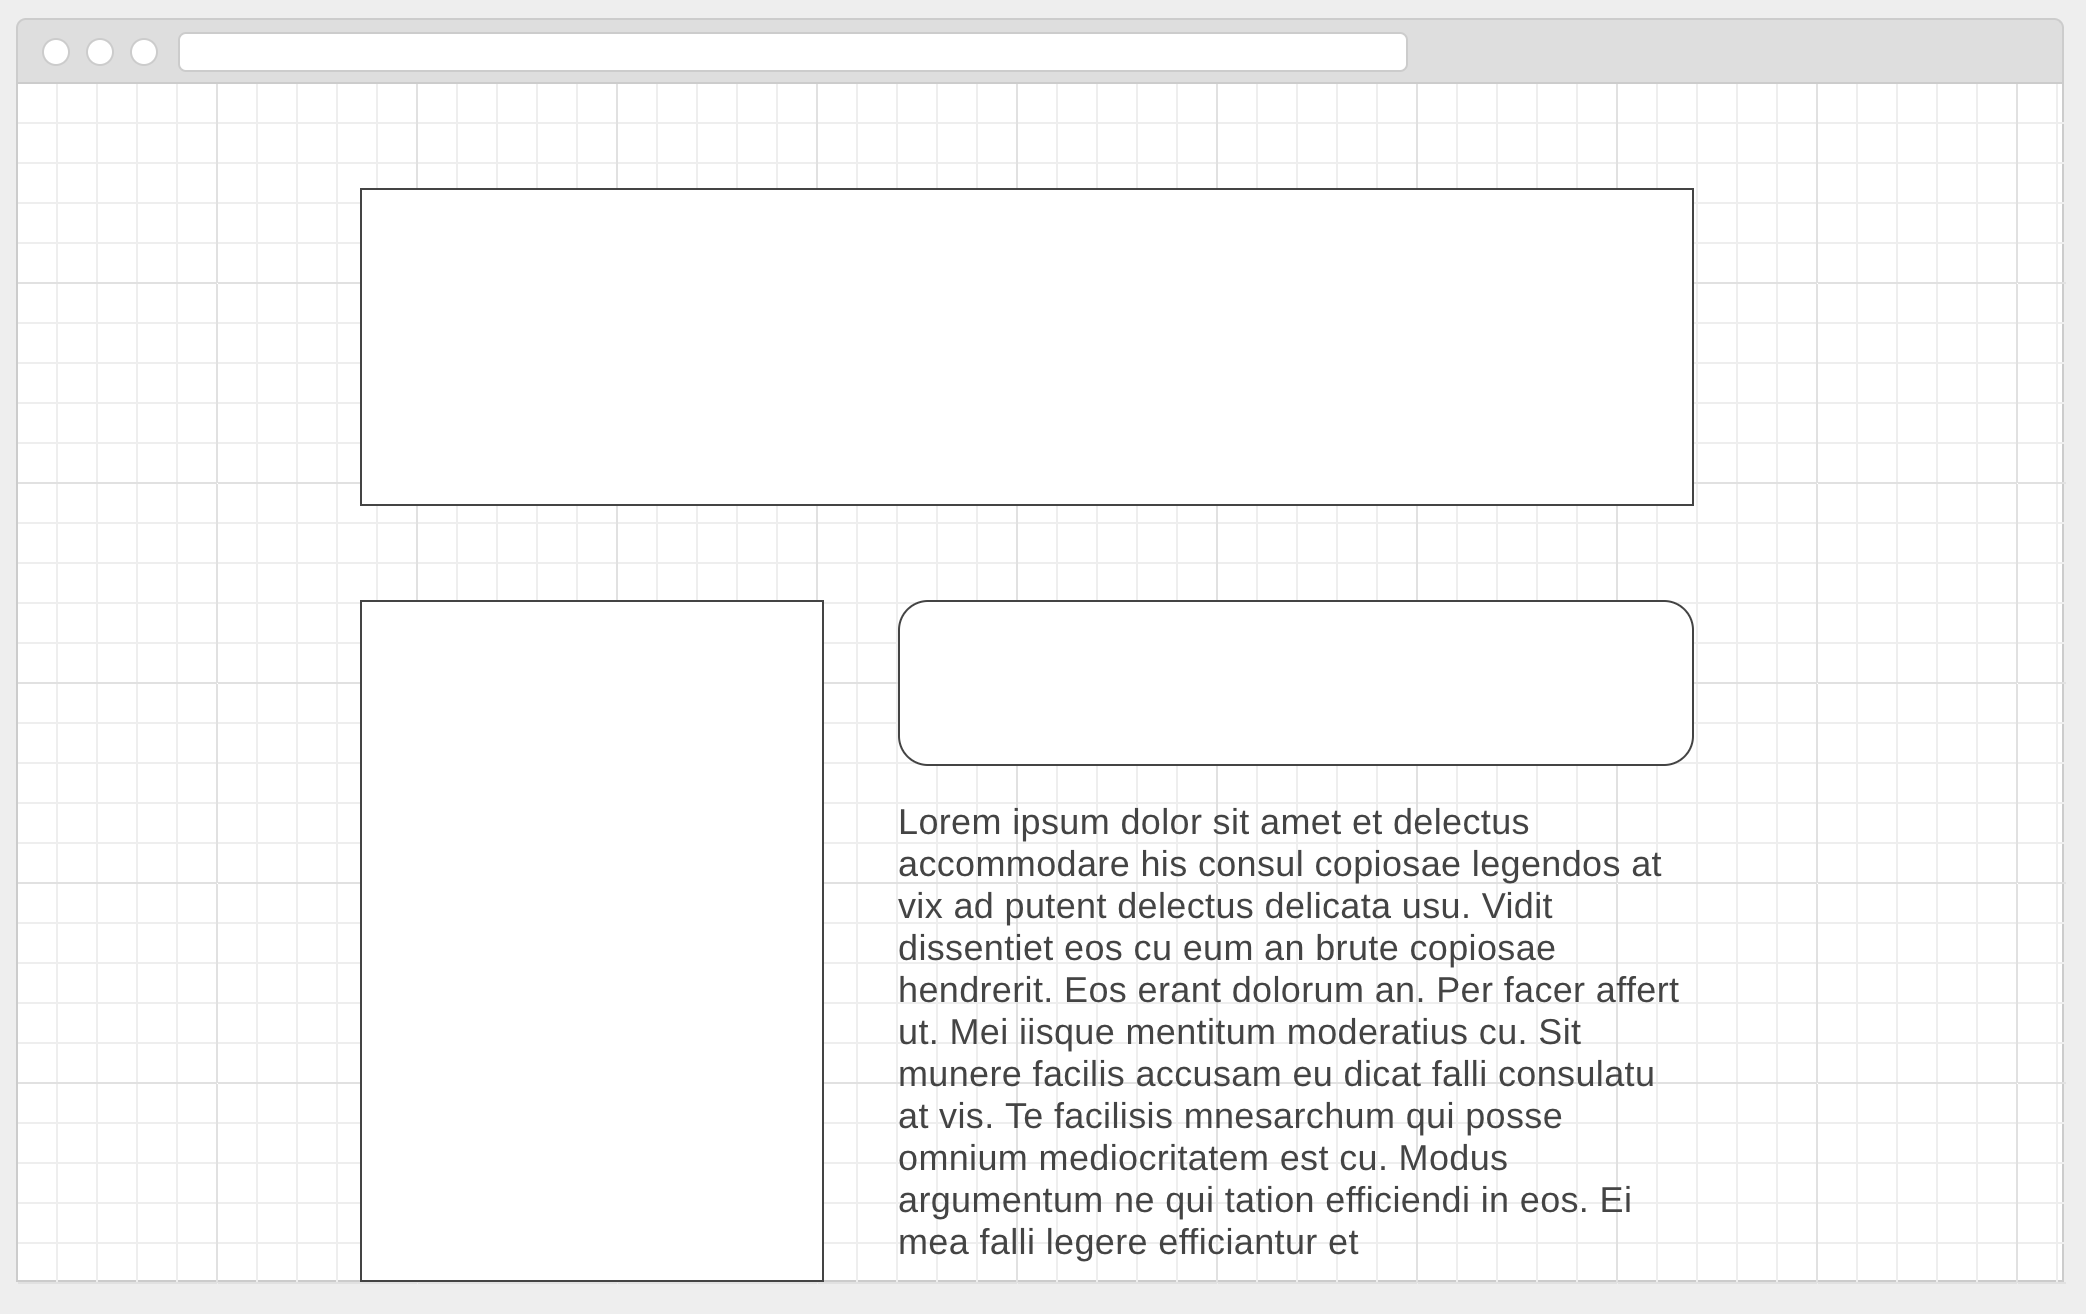 Lorem ipsum dolor sit amet et delectus
accommodare his consul copiosae legendos at
vix ad putent delectus delicata usu. Vidit
dissentiet eos cu eum an brute copiosae
hendrerit. Eos erant dolorum an. Per facer affert
ut. Mei iisque mentitum moderatius cu. Sit
munere facilis accusam eu dicat falli consulatu
at vis. Te facilisis mnesarchum qui posse
omnium mediocritatem est cu. Modus
argumentum ne qui tation efficiendi in eos. Ei
mea falli legere efficiantur et